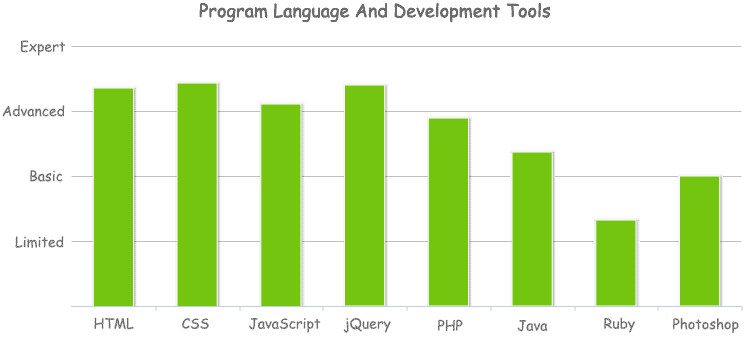 Program Language And Development Tools
Expert
Advanced
Basic
Limited
HTML CSS JavaScript jQuery PHP Java Ruby Photoshop